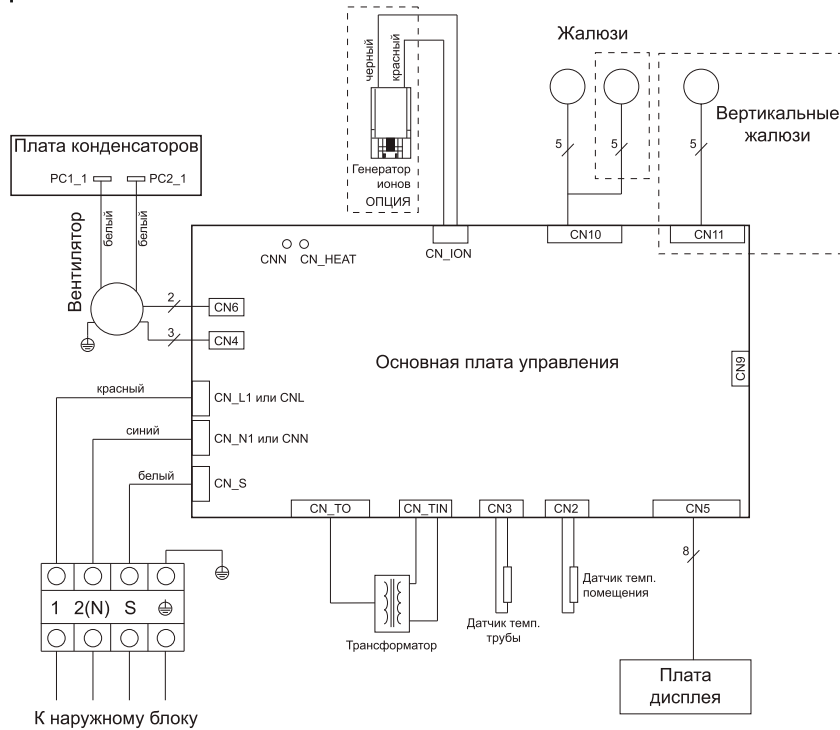 черный
красный
Генератор
ионов
ОПЦИЯ
Жалюзи
5
5
5
Вертикальные
жалюзи
Плата конденсаторов
PC1_1
PC2_1
белый
белый
Вентилятор
2
3
CNN
CN_HEAT
CN_ION
CN10
CN11
CN6
CN4
Основная плата управления
CN9
красный
CN_L1 или CNL
синий
CN_N1 или CNN
белый
CN_S
CN_TO
CN_TIN
CN3
CN2
CN5
8
1
2(N)
S
Трансформатор
Датчик темп.
трубы
Датчик темп.
помещения
Плата
дисплея
К наружному блоку